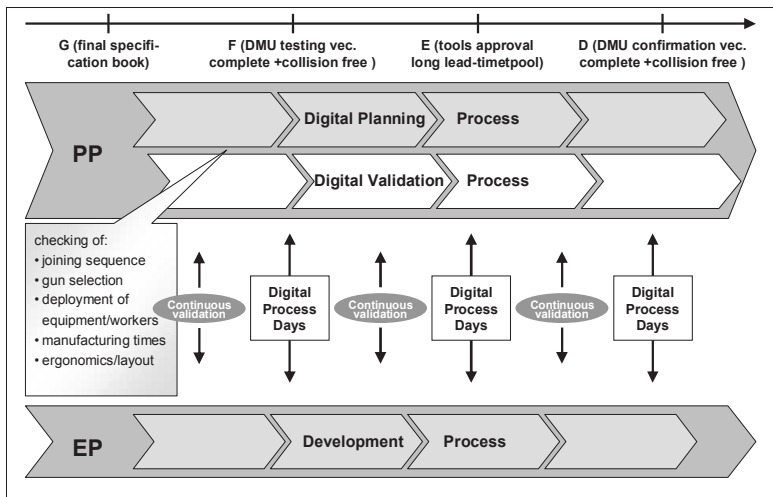 G (final specifi-
cation book)
F (DMU testing vec.
complete +collision free )
E (tools approval
long lead-timetpool)
D (DMU confirmation vec.
complete +collision free )
PP
Digital Planning Process
Digital Validation Process
checking of:
• joining sequence
• gun selection
• deployment of
equipment/workers
• manufacturing times
• ergonomics/layout
Continuous
validation
Digital
Process
Days
Continuous
validation
Digital
Process
Days
Continuous
validation
Digital
Process
Days
EP
Development Process